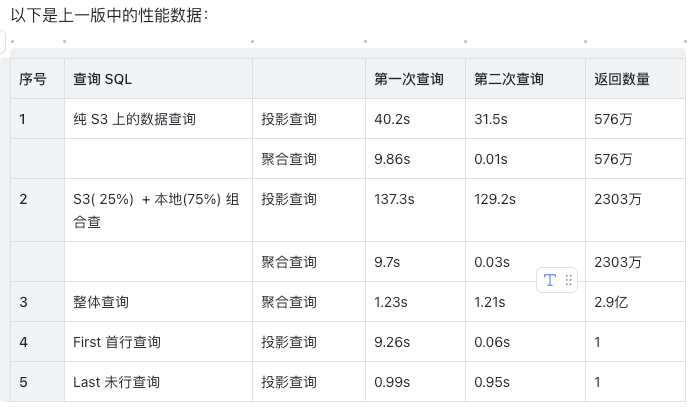 以下是上一版中的性能数据：
序号 查询 SQL 第一次查询 第二次查询 返回数量
1 纯 S3 上的数据查询 投影查询 40.2s 31.5s 576万
聚合查询 9.86s 0.01s 576万
2 S3( 25%) + 本地(75%) 组 投影查询 137.3s 129.2s 2303万
合查
聚合查询 9.7s 0.03s 2303万
3 整体查询 聚合查询 1.23s 1.21s 2.9亿
4 First 首行查询 投影查询 9.26s 0.06s 1
5 Last 末行查询 投影查询 0.99s 0.95s 1